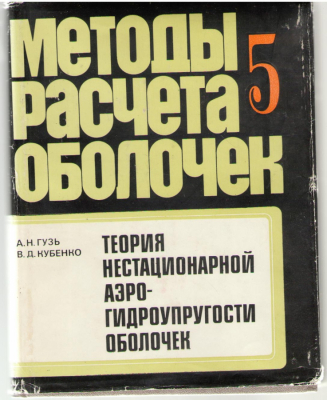 МЕТОДЫ
РАСЧЕТА 5
ОБОЛОЧЕК
А.Н. ГУЗЬ
В.Д. КУБЕНКО
ТЕОРИЯ
НЕСТАЦИОНАРНОЙ
АЭРО-
ГИДРОУПРУГОСТИ
ОБОЛОЧЕК